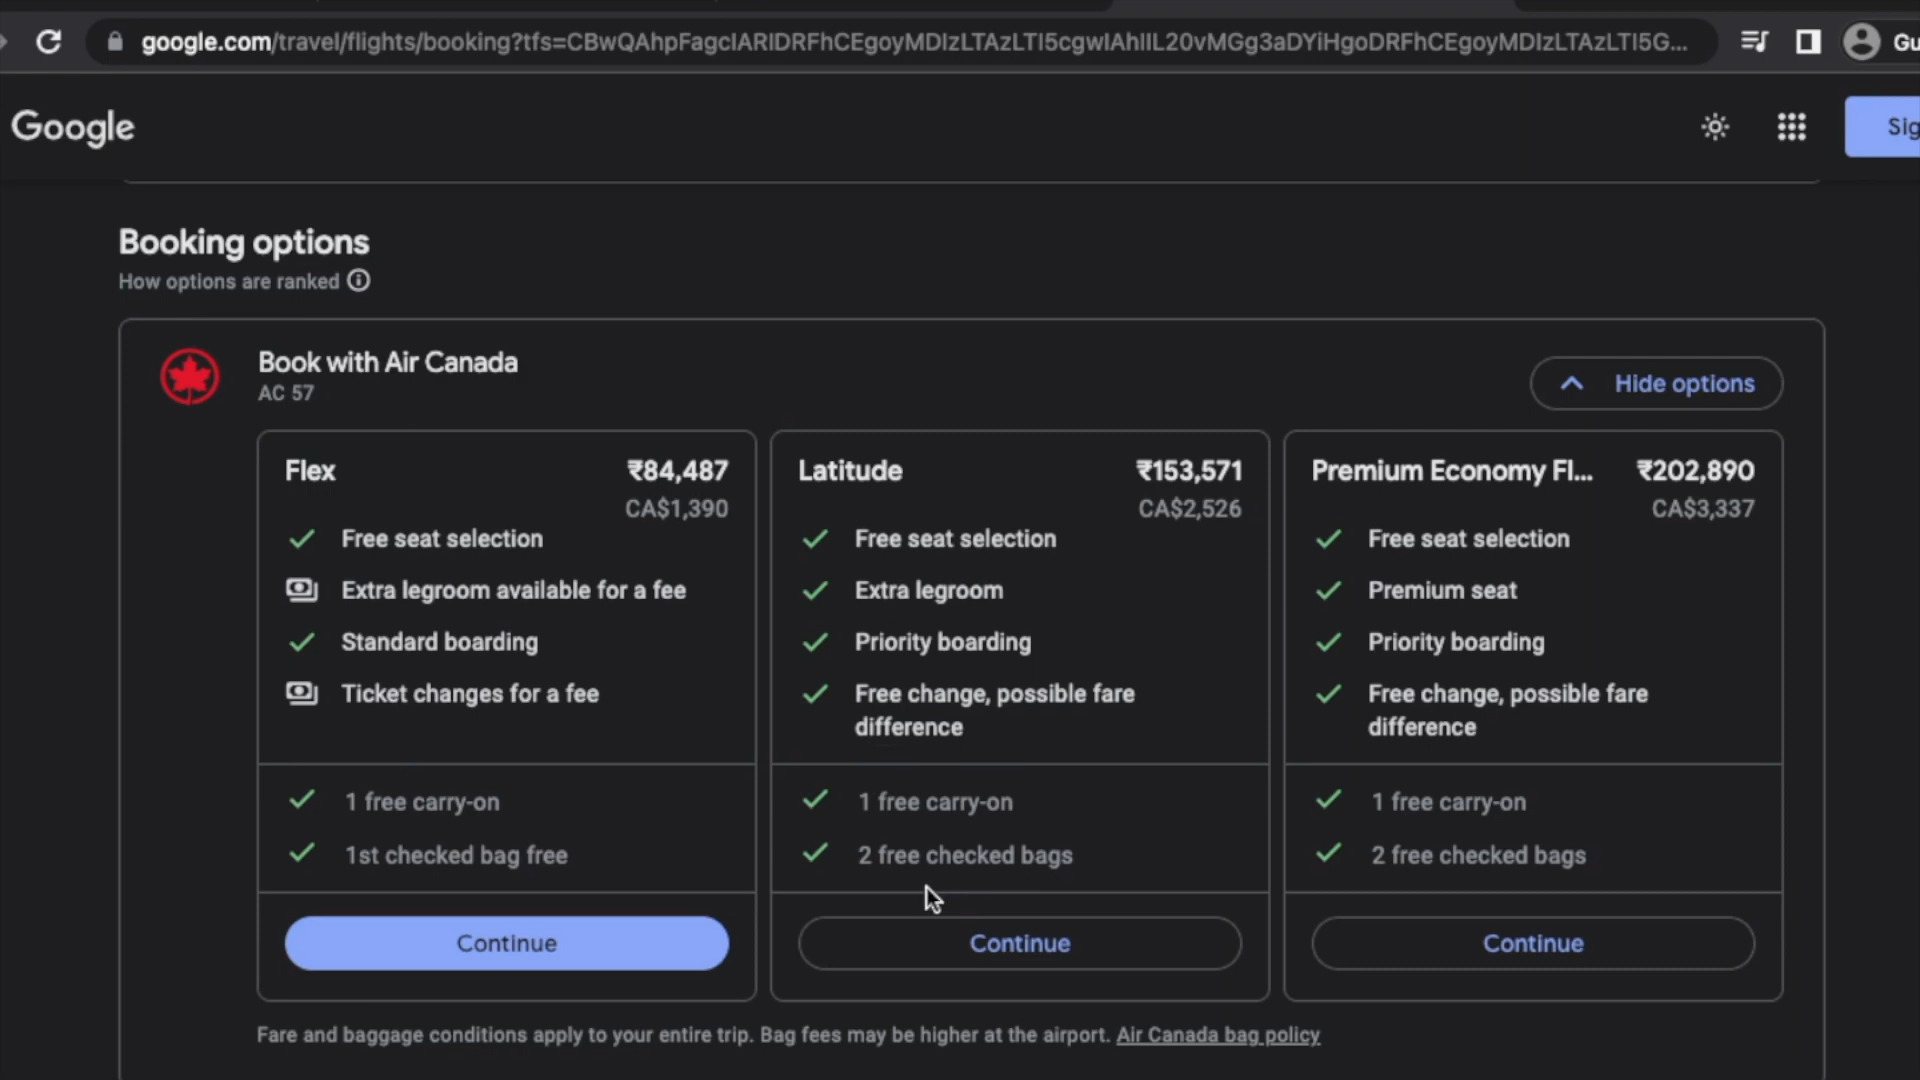 google.com/travel/flights/booking?tfs=CBwQAhpFagcIARIDRFhCEgoyMDIzLTAzLTI5cgwIAhIIL20vMGg3aDYiHgoDRFhCEgoyMDIzLTAzLTI5G...
Gu
Google
Sig
Booking options
How options are ranked
Book with Air Canada
AC 57
Hide options
Flex
₹84,487
CA$1,390
Free seat selection
Extra legroom available for a fee
Standard boarding
Ticket changes for a fee
1 free carry-on
1st checked bag free
Continue
Latitude
₹153,571
CA$2,526
Free seat selection
Extra legroom
Priority boarding
Free change, possible fare
difference
1 free carry-on
2 free checked bags
Continue
Premium Economy Fl...
₹202,890
CA$3,337
Free seat selection
Premium seat
Priority boarding
Free change, possible fare
difference
1 free carry-on
2 free checked bags
Continue
Fare and baggage conditions apply to your entire trip. Bag fees may be higher at the airport. Air Canada bag policy